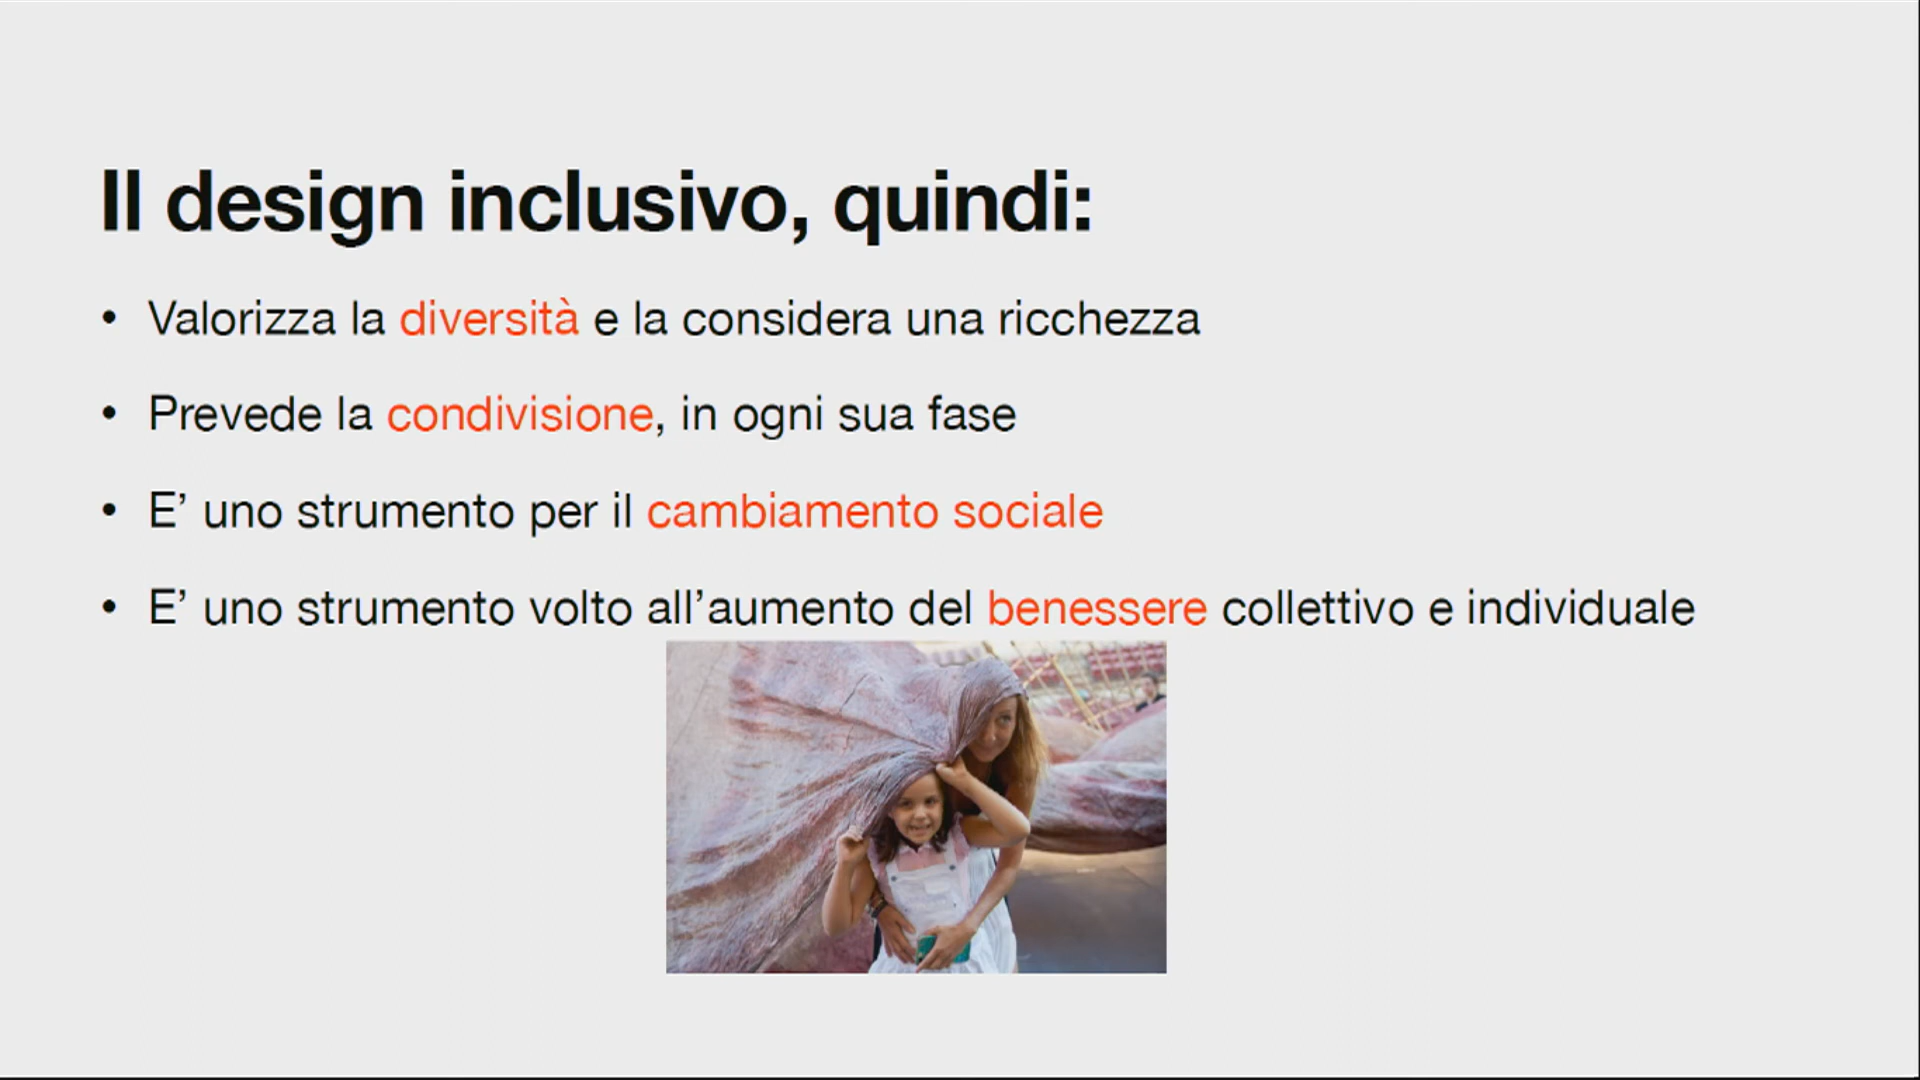 Il design inclusivo, quindi:
• Valorizza la diversità e la considera una ricchezza
• Prevede la condivisione, in ogni sua fase
• E’ uno strumento per il cambiamento sociale
• E’ uno strumento volto all’aumento del benessere collettivo e individuale